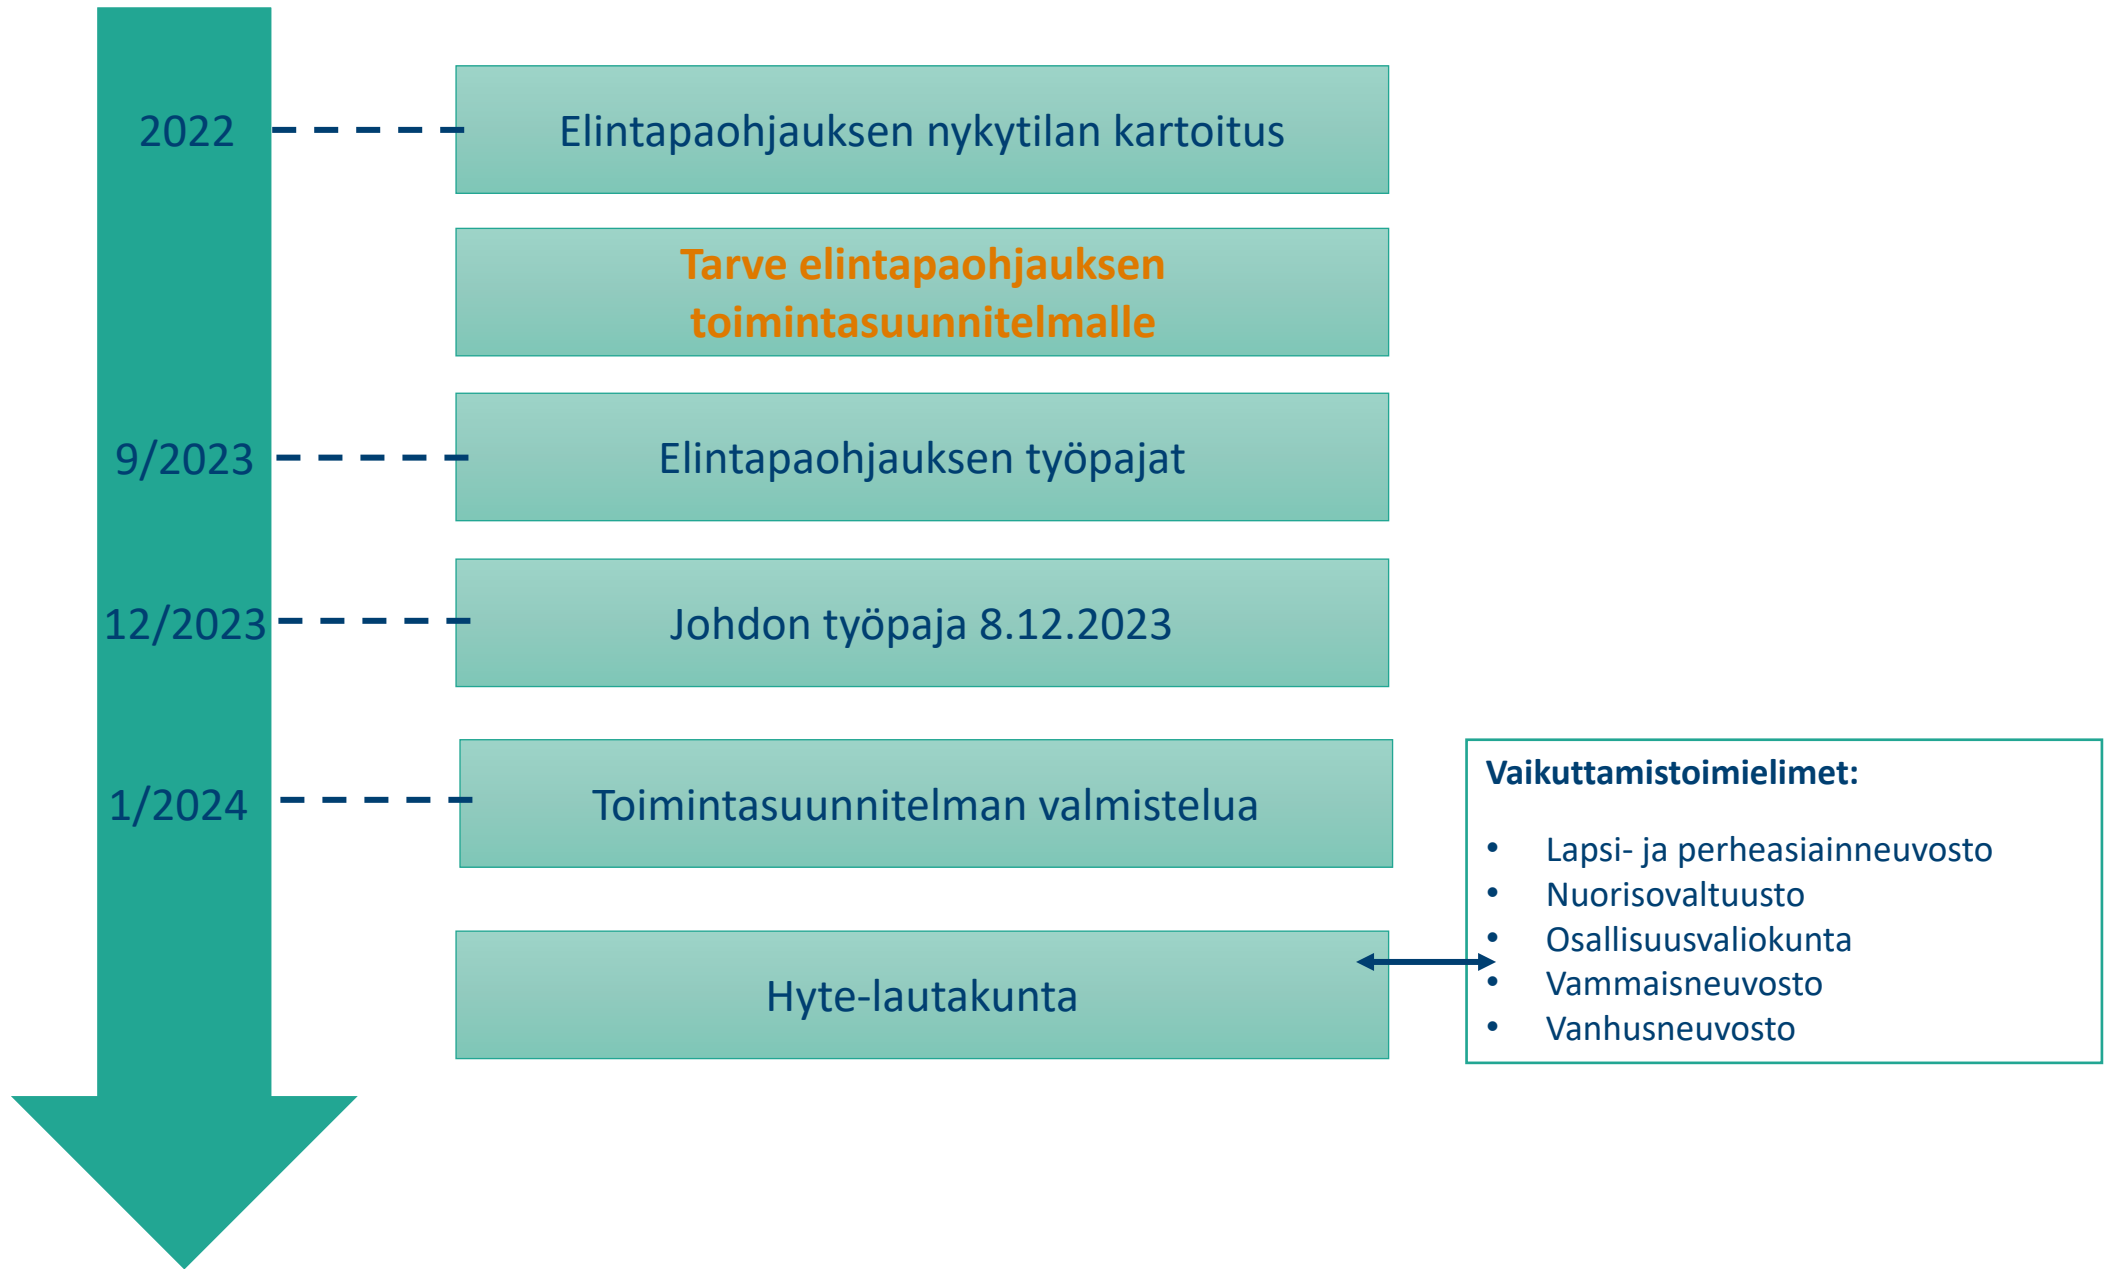 2022
Elintapaohjauksen nykytilan kartoitus
Tarve elintapaohjauksen
toimintasuunnitelmalle
9/2023
Elintapaohjauksen työpajat
12/2023
Johdon työpaja 8.12.2023
1/2024
Toimintasuunnitelman valmistelua
Hyte-lautakunta
Vaikuttamistoimielimet:
• Lapsi- ja perheasiainneuvosto
• Nuorisovaltuusto
• Osallisuusvaliokunta
• Vammaisneuvosto
• Vanhusneuvosto